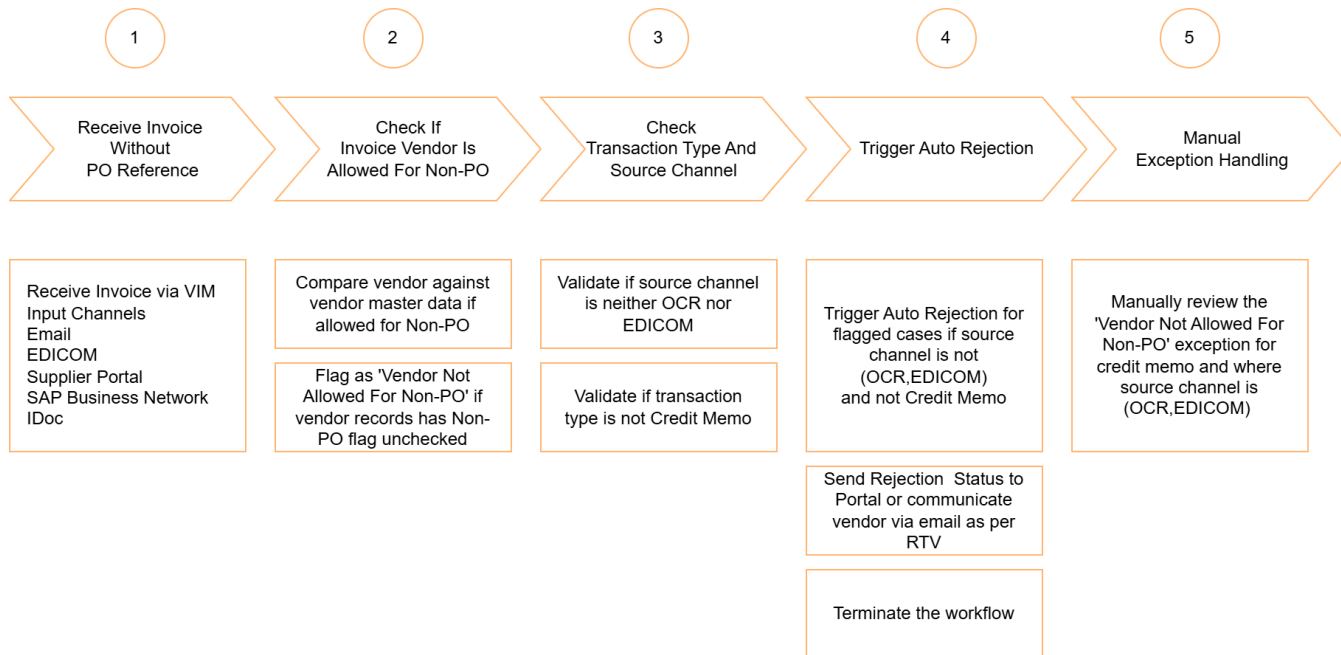 1
2
3
4
5
Receive Invoice
Without
PO Reference
Check If
Invoice Vendor Is
Allowed For Non-PO
Check
Transaction Type And
Source Channel
Trigger Auto Rejection
Manual
Exception Handling
Receive Invoice via VIM
Input Channels
Email
EDICOM
Supplier Portal
SAP Business Network
IDoc
Compare vendor against
vendor master data if
allowed for Non-PO
Flag as 'Vendor Not
Allowed For Non-PO' if
vendor records has Non-
PO flag unchecked
Validate if source channel
is neither OCR nor
EDICOM
Validate if transaction
type is not Credit Memo
Trigger Auto Rejection for
flagged cases if source
channel is not
(OCR,EDICOM)
and not Credit Memo
Send Rejection  Status to
Portal or communicate
vendor via email as per
RTV
Terminate the workflow
Manually review the
'Vendor Not Allowed For
Non-PO' exception for
credit memo and where
source channel is
(OCR,EDICOM)